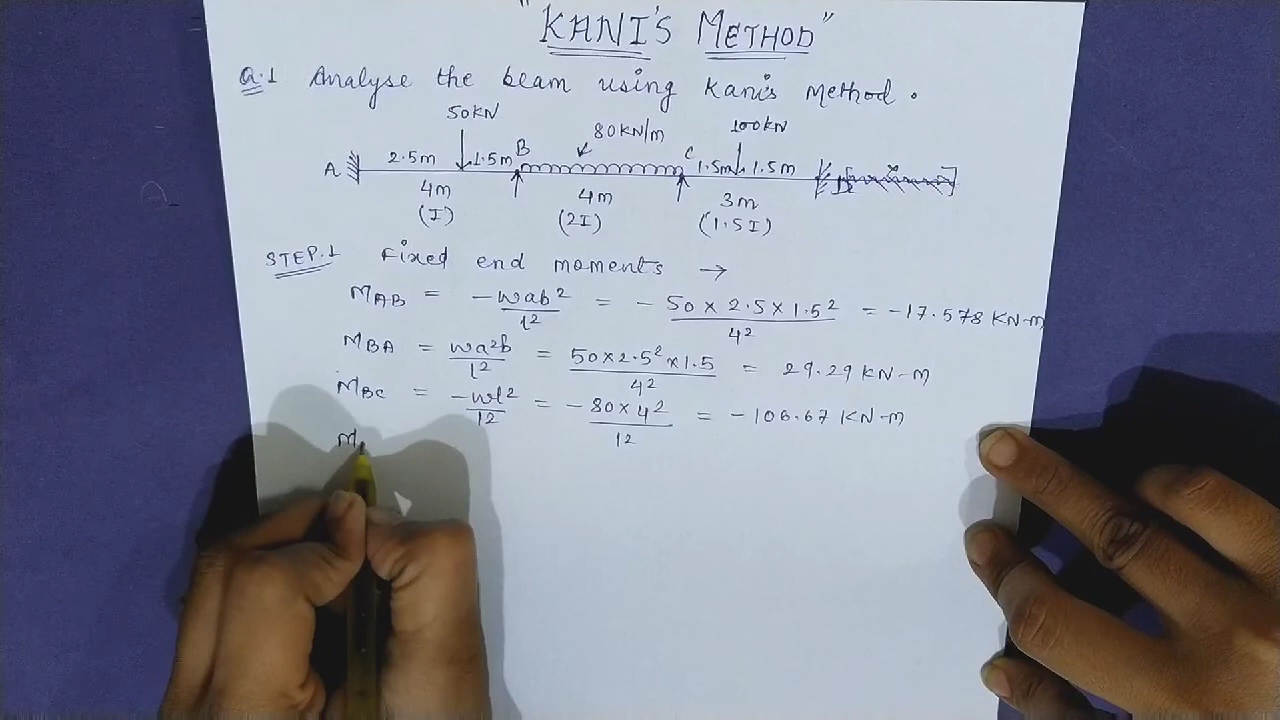 "KANI'S METHOD"
Q.1 Analyse the beam using Kani's Method.
50KN 80KN/m 100kN
A 2.5m 1.5m B C 1.5m 1.5m
4m 4m 3m
(I) (2I) (1.5I)
STEP.1 Fixed end moments →
MAB = -wab²/l² = - 50 × 2.5 × 1.5²/4² = -17.578 KN-m
MBA = wa²b/l² = 50×2.5²×1.5/4² = 29.29 KN-m
MBC = -wl²/12 = - 80×4²/12 = -106.67 KN-m
M